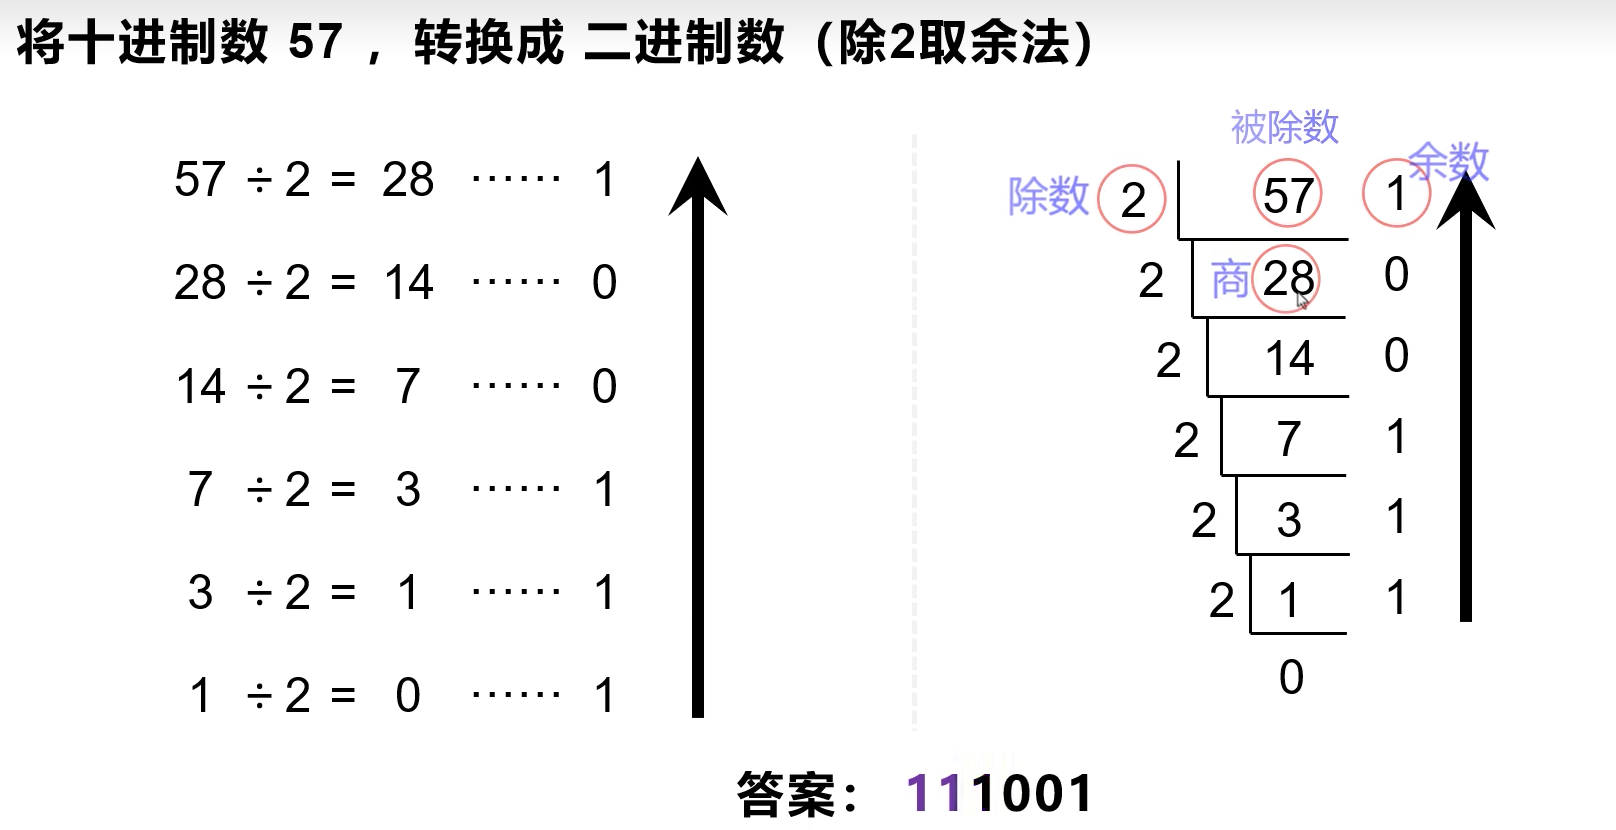 将十进制数 57 ，转换成 二进制数（除2取余法）
57 ÷ 2 = 28 ······ 1
28 ÷ 2 = 14 ······ 0
14 ÷ 2 = 7 ······ 0
7 ÷ 2 = 3 ······ 1
3 ÷ 2 = 1 ······ 1
1 ÷ 2 = 0 ······ 1
被除数
余数
除数 2 57 1
2 商 28 0
2 14 0
2 7 1
2 3 1
2 1 1
0
答案： 111001